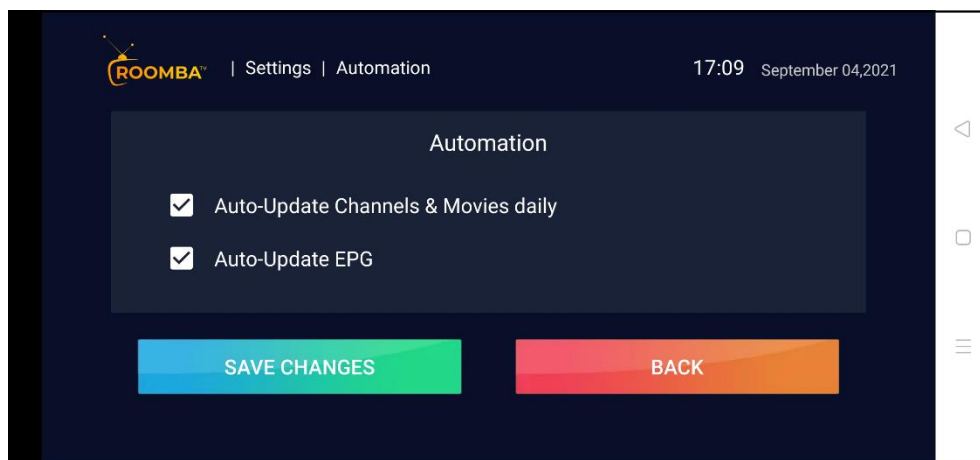 ROOMBA TV | Settings | Automation 17:09 September 04,2021
Automation
Auto-Update Channels & Movies daily
Auto-Update EPG
SAVE CHANGES BACK